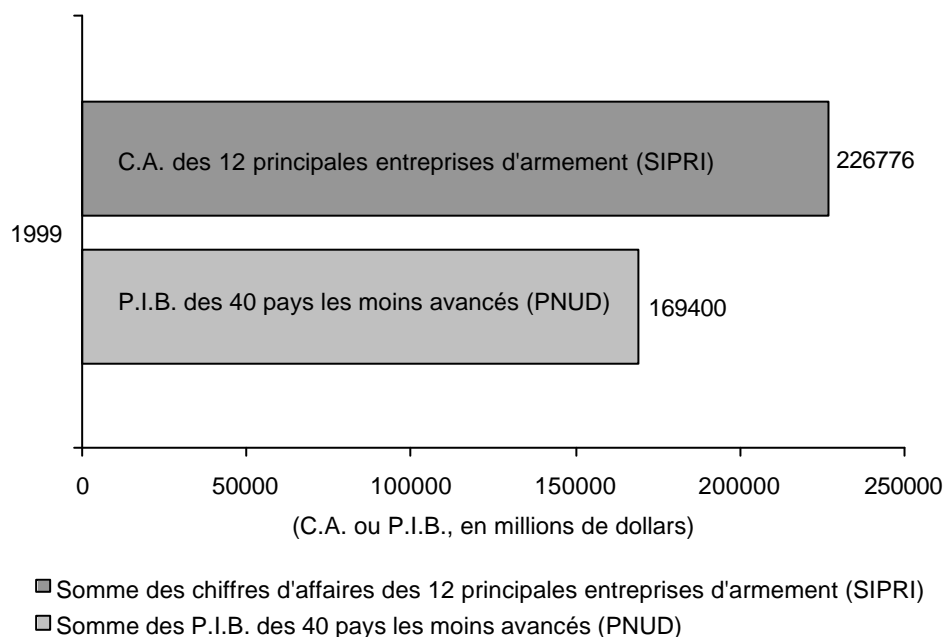 C.A. des 12 principales entreprises d'armement (SIPRI)
226776
1999
P.I.B. des 40 pays les moins avancés (PNUD)
169400
0
50000
100000
150000
200000
250000
(C.A. ou P.I.B., en millions de dollars)
Somme des chiffres d'affaires des 12 principales entreprises d'armement (SIPRI)
Somme des P.I.B. des 40 pays les moins avancés (PNUD)